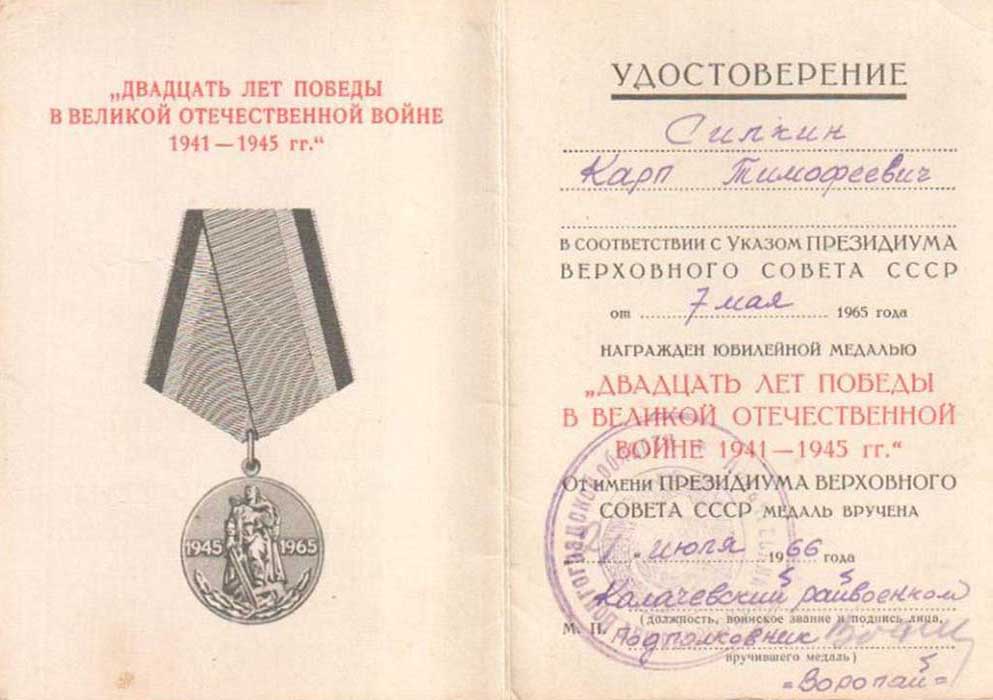 „ДВАДЦАТЬ ЛЕТ ПОБЕДЫ
В ВЕЛИКОЙ ОТЕЧЕСТВЕННОЙ ВОЙНЕ
1941 — 1945 гг.“
1945 1965
УДОСТОВЕРЕНИЕ
Силкин
Карп Тимофеевич
В СООТВЕТСТВИИ С УКАЗОМ ПРЕЗИДИУМА
ВЕРХОВНОГО СОВЕТА СССР
от 7 мая 1965 года
НАГРАЖДЕН ЮБИЛЕЙНОЙ МЕДАЛЬЮ
„ДВАДЦАТЬ ЛЕТ ПОБЕДЫ
В ВЕЛИКОЙ ОТЕЧЕСТВЕННОЙ
ВОЙНЕ 1941 — 1945 гг.“
ОТ ИМЕНИ ПРЕЗИДИУМА ВЕРХОВНОГО
СОВЕТА СССР МЕДАЛЬ ВРУЧЕНА
" июля 1966 года
Калачевский райвоенком
(должность, воинское звание и подпись лица,
М. П. Подполковник
вручившего медаль)
=Воропай=
Волгоградской области